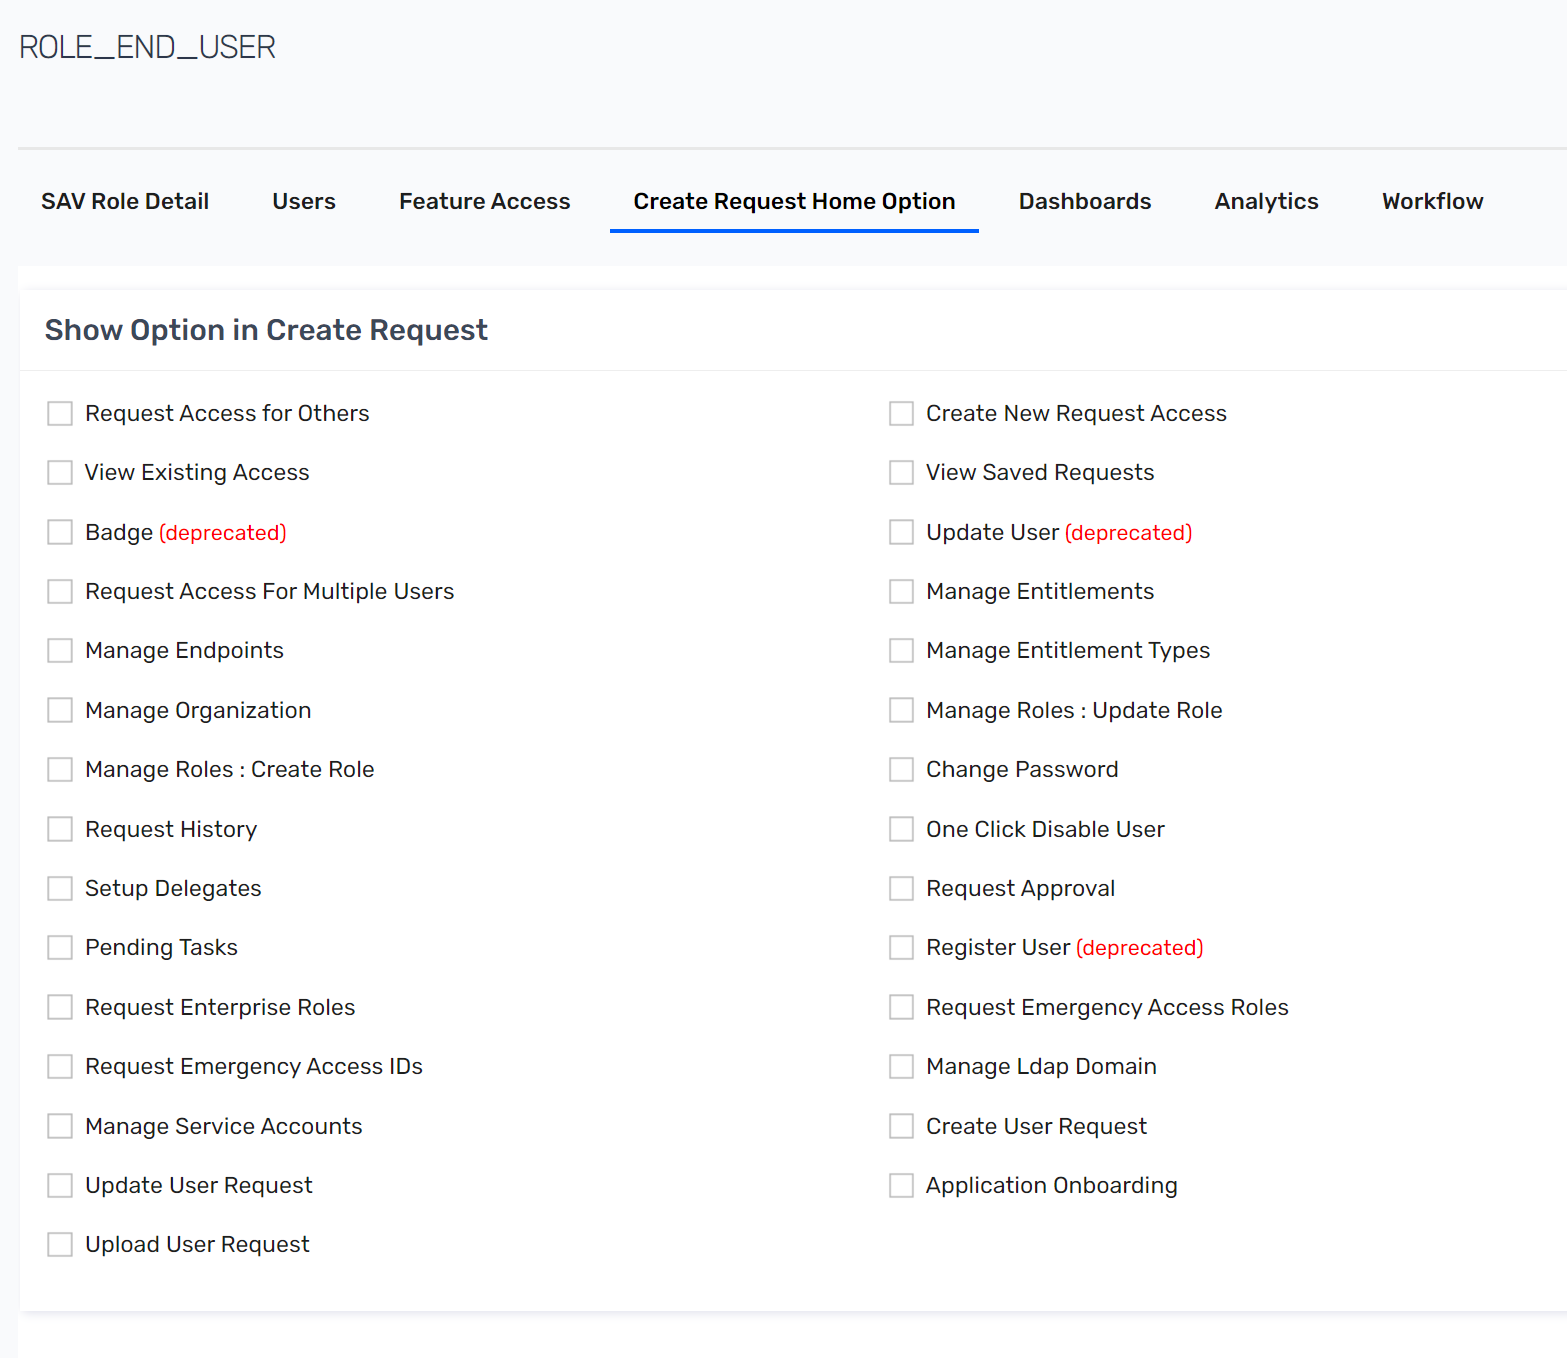 ROLE_END_USER
SAV Role Detail Users Feature Access Create Request Home Option Dashboards Analytics Workflow
Show Option in Create Request
Request Access for Others Create New Request Access
View Existing Access View Saved Requests
Badge (deprecated) Update User (deprecated)
Request Access For Multiple Users Manage Entitlements
Manage Endpoints Manage Entitlement Types
Manage Organization Manage Roles : Update Role
Manage Roles : Create Role Change Password
Request History One Click Disable User
Setup Delegates Request Approval
Pending Tasks Register User (deprecated)
Request Enterprise Roles Request Emergency Access Roles
Request Emergency Access IDs Manage Ldap Domain
Manage Service Accounts Create User Request
Update User Request Application Onboarding
Upload User Request